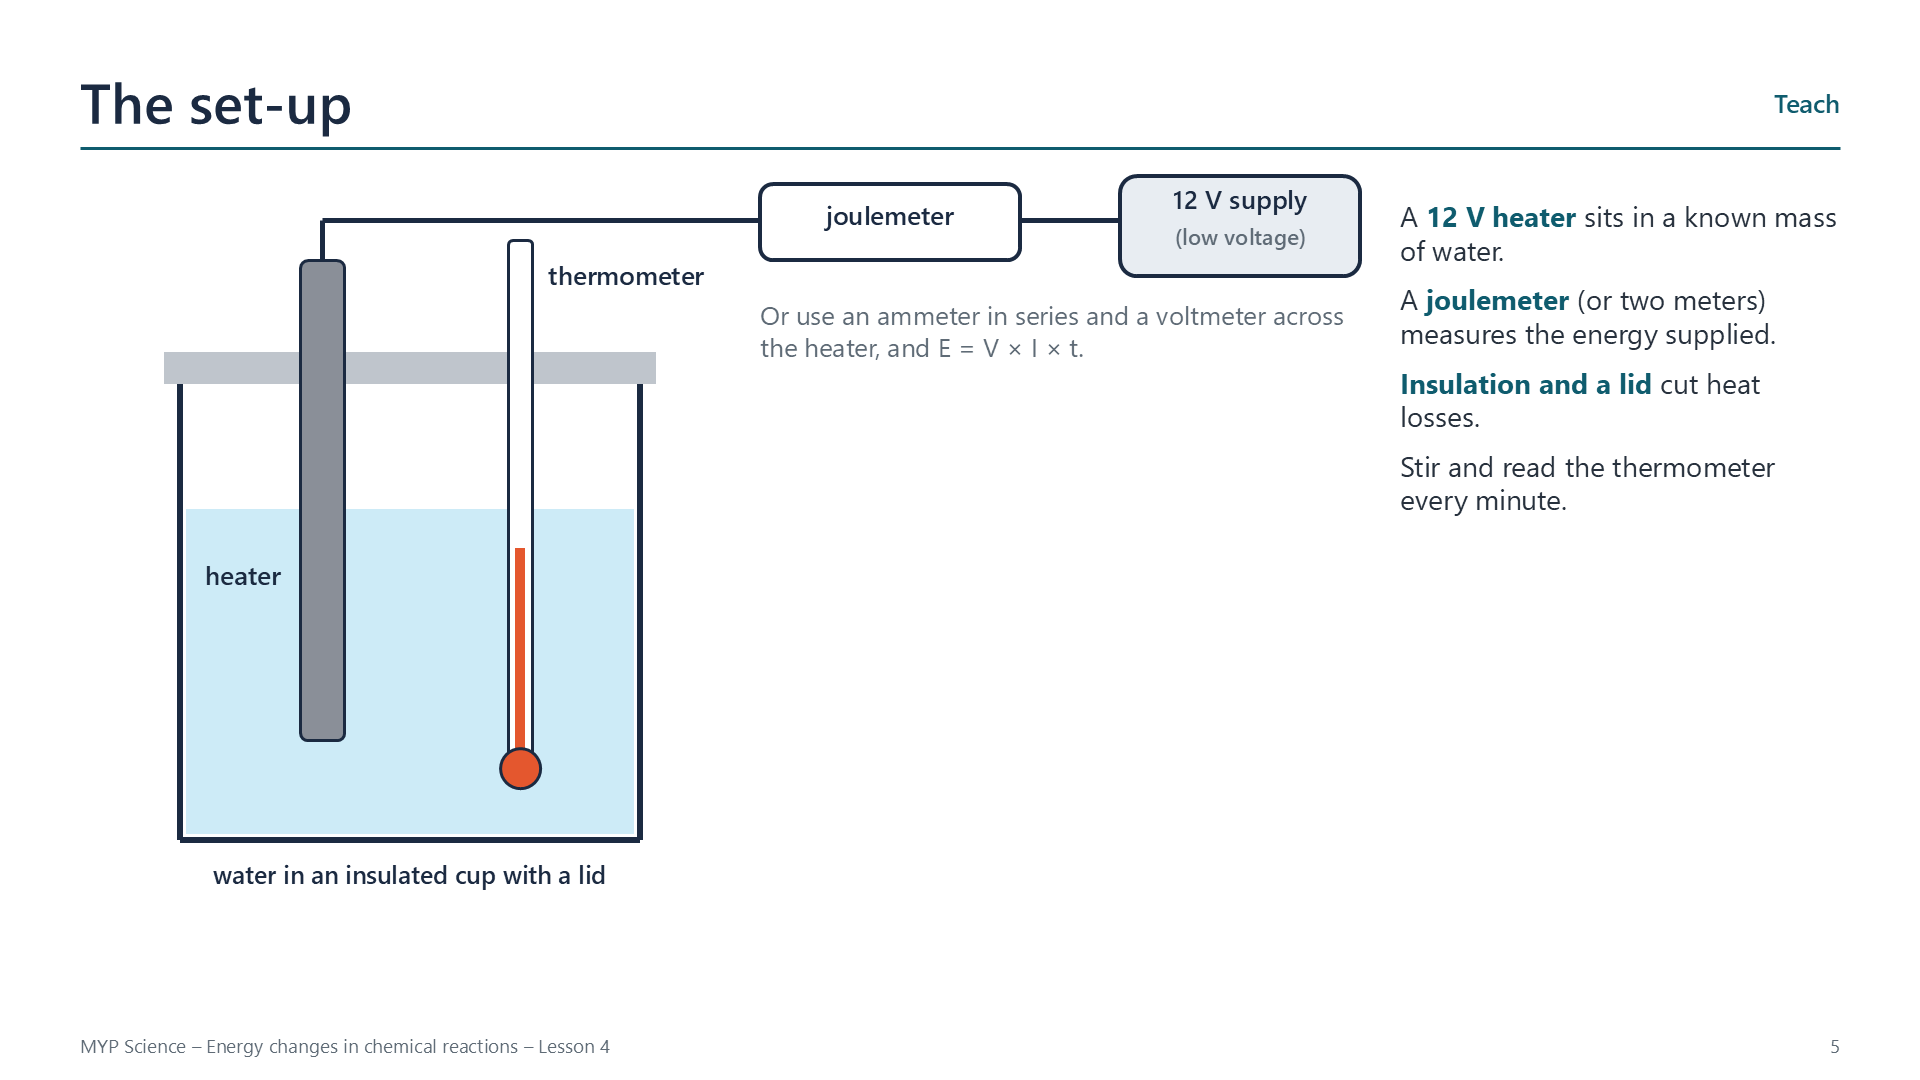 The set-up
Teach
joulemeter
12 V supply
(low voltage)
thermometer
Or use an ammeter in series and a voltmeter across
the heater, and E = V × I × t.
heater
water in an insulated cup with a lid
A 12 V heater sits in a known mass
of water.
A joulemeter (or two meters)
measures the energy supplied.
Insulation and a lid cut heat
losses.
Stir and read the thermometer
every minute.
MYP Science – Energy changes in chemical reactions – Lesson 4
5